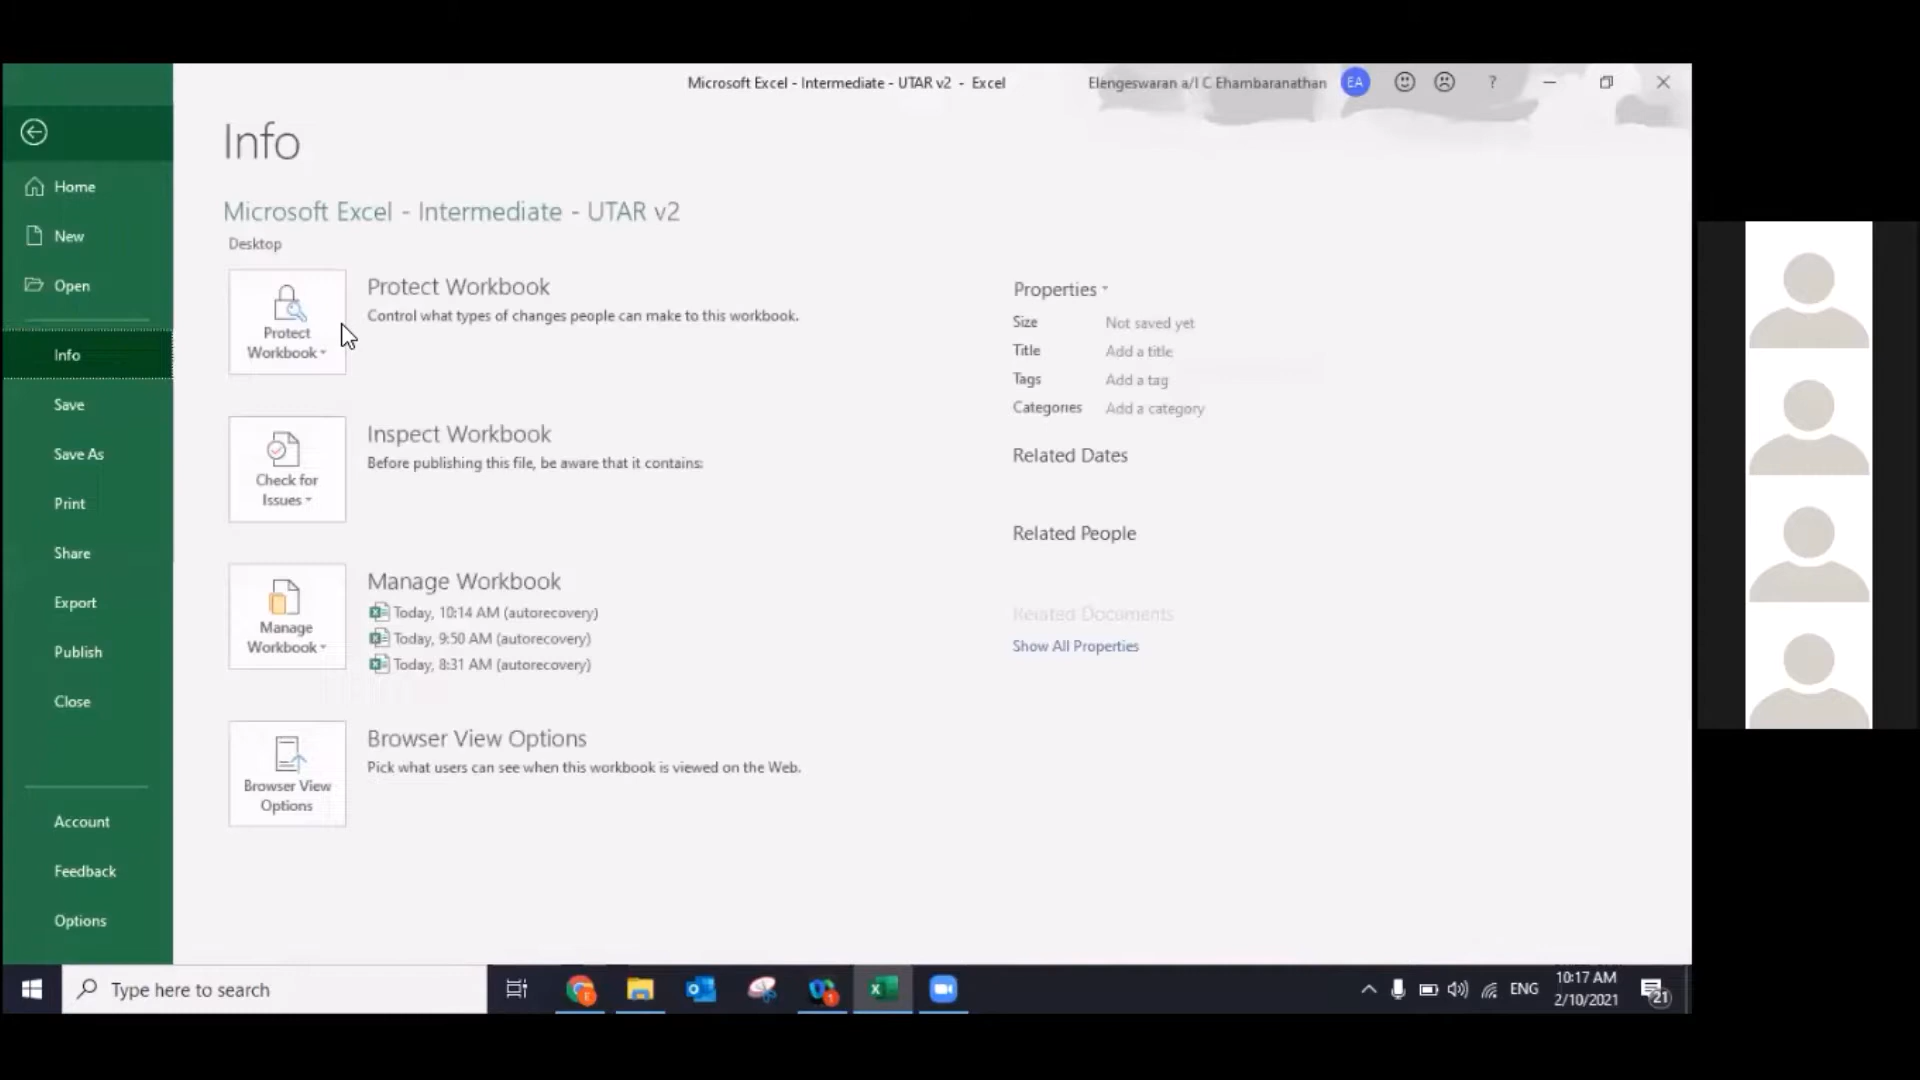 Microsoft Excel - Intermediate - UTAR v2 - Excel
Elengeswaran a/l C Ehambaranathan
EA
?
Info
Home
New
Open
Info
Save
Save As
Print
Share
Export
Publish
Close
Account
Feedback
Options
Microsoft Excel - Intermediate - UTAR v2
Desktop
Protect
Workbook
Protect Workbook
Control what types of changes people can make to this workbook.
Check for
Issues
Inspect Workbook
Before publishing this file, be aware that it contains:
Manage
Workbook
Manage Workbook
Today, 10:14 AM (autorecovery)
Today, 9:50 AM (autorecovery)
Today, 8:31 AM (autorecovery)
Browser View
Options
Browser View Options
Pick what users can see when this workbook is viewed on the Web.
Properties
Size Not saved yet
Title Add a title
Tags Add a tag
Categories Add a category
Related Dates
Related People
Related Documents
Show All Properties
Type here to search
ENG
10:17 AM
2/10/2021
21